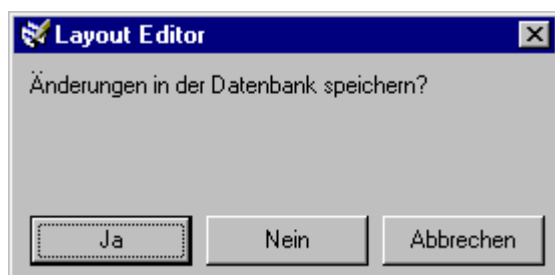 Layout Editor
Änderungen in der Datenbank speichern?
Ja
Nein
Abbrechen